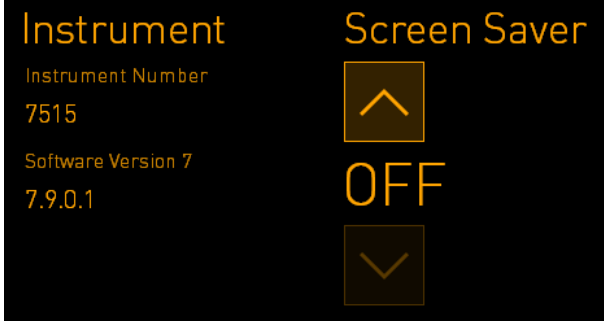 Instrument
Instrument Number
7515
Software Version 7
7.9.0.1
Screen Saver
OFF